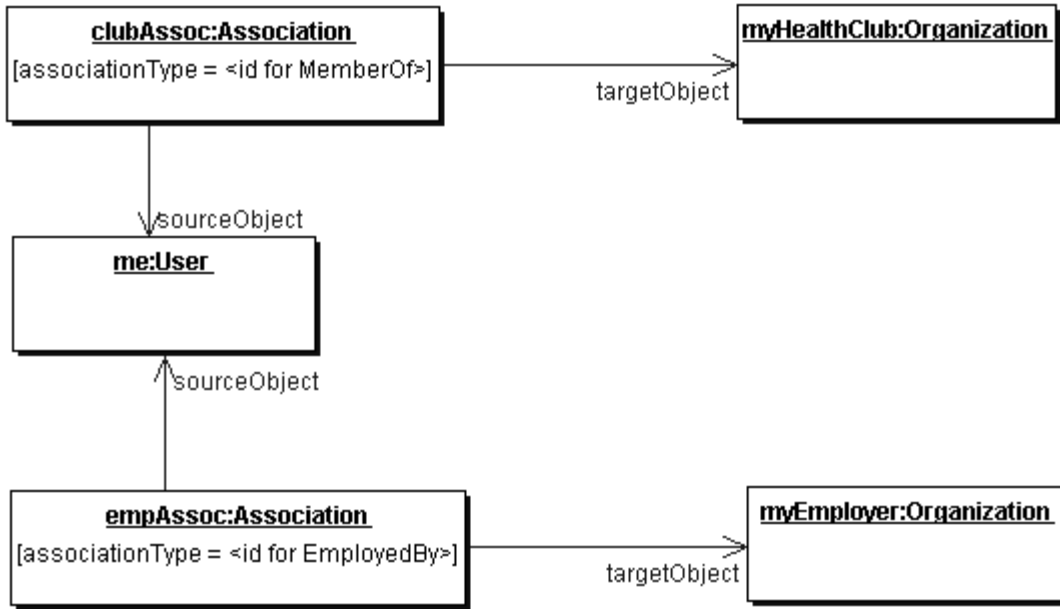 clubAssoc:Association
[associationType = <id for MemberOf>]
myHealthClub:Organization
targetObject
sourceObject
me:User
sourceObject
empAssoc:Association
[associationType = <id for EmployedBy>]
myEmployer:Organization
targetObject